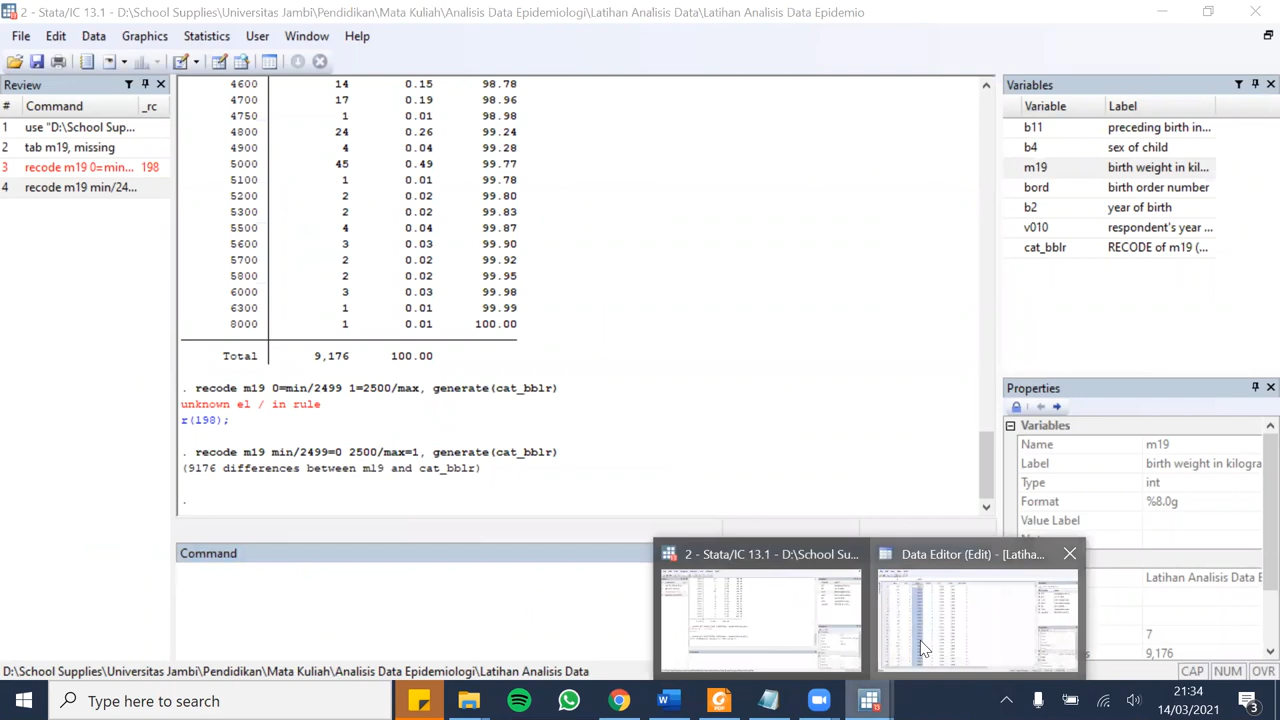 2 - Stata/IC 13.1 - D:\School Supplies\Universitas Jambi\Pendidikan\Mata Kuliah\Analisis Data Epidemiologi\Latihan Analisis Data\Latihan Analisis Data Epidemio
File Edit Data Graphics Statistics User Window Help
Review
# Command _rc
1 use "D:\School Sup...
2 tab m19, missing
3 recode m19 0=min... 198
4 recode m19 min/24...
4600 14 0.15 98.78
4700 17 0.19 98.96
4750 1 0.01 98.98
4800 24 0.26 99.24
4900 4 0.04 99.28
5000 45 0.49 99.77
5100 1 0.01 99.78
5200 2 0.02 99.80
5300 2 0.02 99.83
5500 4 0.04 99.87
5600 3 0.03 99.90
5700 2 0.02 99.92
5800 2 0.02 99.95
6000 3 0.03 99.98
6300 1 0.01 99.99
8000 1 0.01 100.00
Total 9,176 100.00
. recode m19 0=min/2499 1=2500/max, generate(cat_bblr)
unknown el / in rule
r(198);
. recode m19 min/2499=0 2500/max=1, generate(cat_bblr)
(9176 differences between m19 and cat_bblr)
.
Command
Variables
Variable Label
b11 preceding birth in...
b4 sex of child
m19 birth weight in kil...
bord birth order number
b2 year of birth
v010 respondent's year ...
cat_bblr RECODE of m19 (...
Properties
Variables
Name m19
Label birth weight in kilogra
Type int
Format %8.0g
Value Label
Latihan Analisis Data E
7
9,176
2 - Stata/IC 13.1 - D:\School Su...
Data Editor (Edit) - [Latiha...
D:\School Supplies\Universitas Jambi\Pendidikan\Mata Kuliah\Analisis Data Epidemiologi\Latihan Analisis Data
CAP NUM OVR
Type here to search
21:34
14/03/2021
3